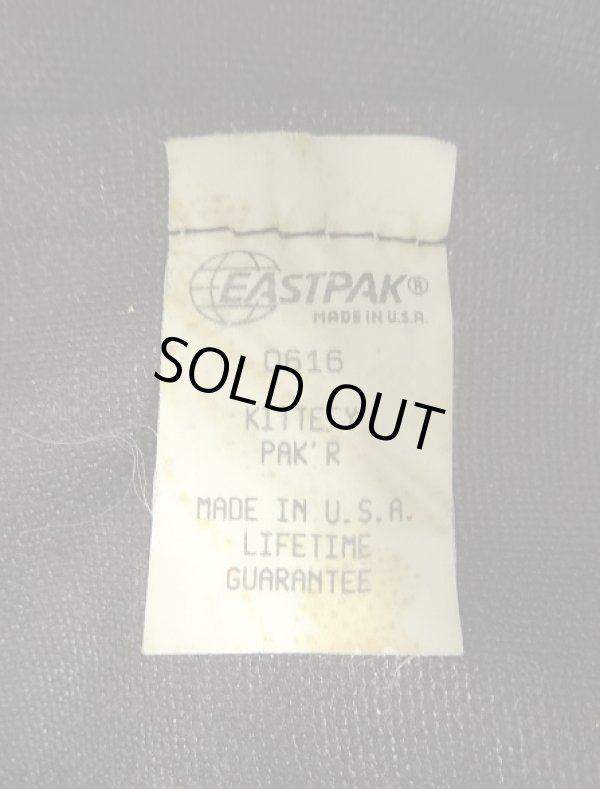 EASTPAK®
MADE IN U.S.A.
0616
SOLD OUT
PAK'R
MADE IN U.S.A.
LIFETIME
GUARANTEE